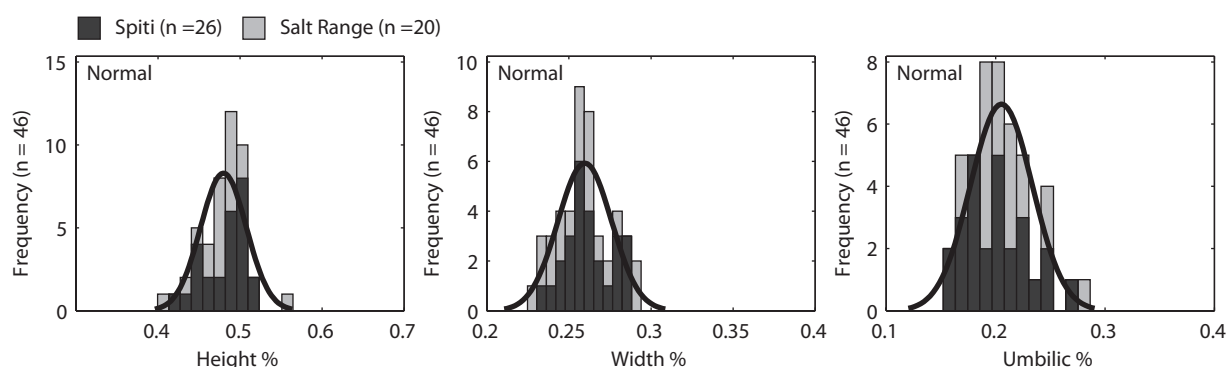 Spiti (n =26) Salt Range (n =20)
Normal
Frequency (n = 46)
15
10
5
0
0.4 0.5 0.6 0.7
Height %
Normal
Frequency (n = 46)
10
8
6
4
2
0
0.2 0.25 0.3 0.35 0.4
Width %
Normal
Frequency (n = 46)
8
6
4
2
0
0.1 0.2 0.3 0.4
Umbilic %